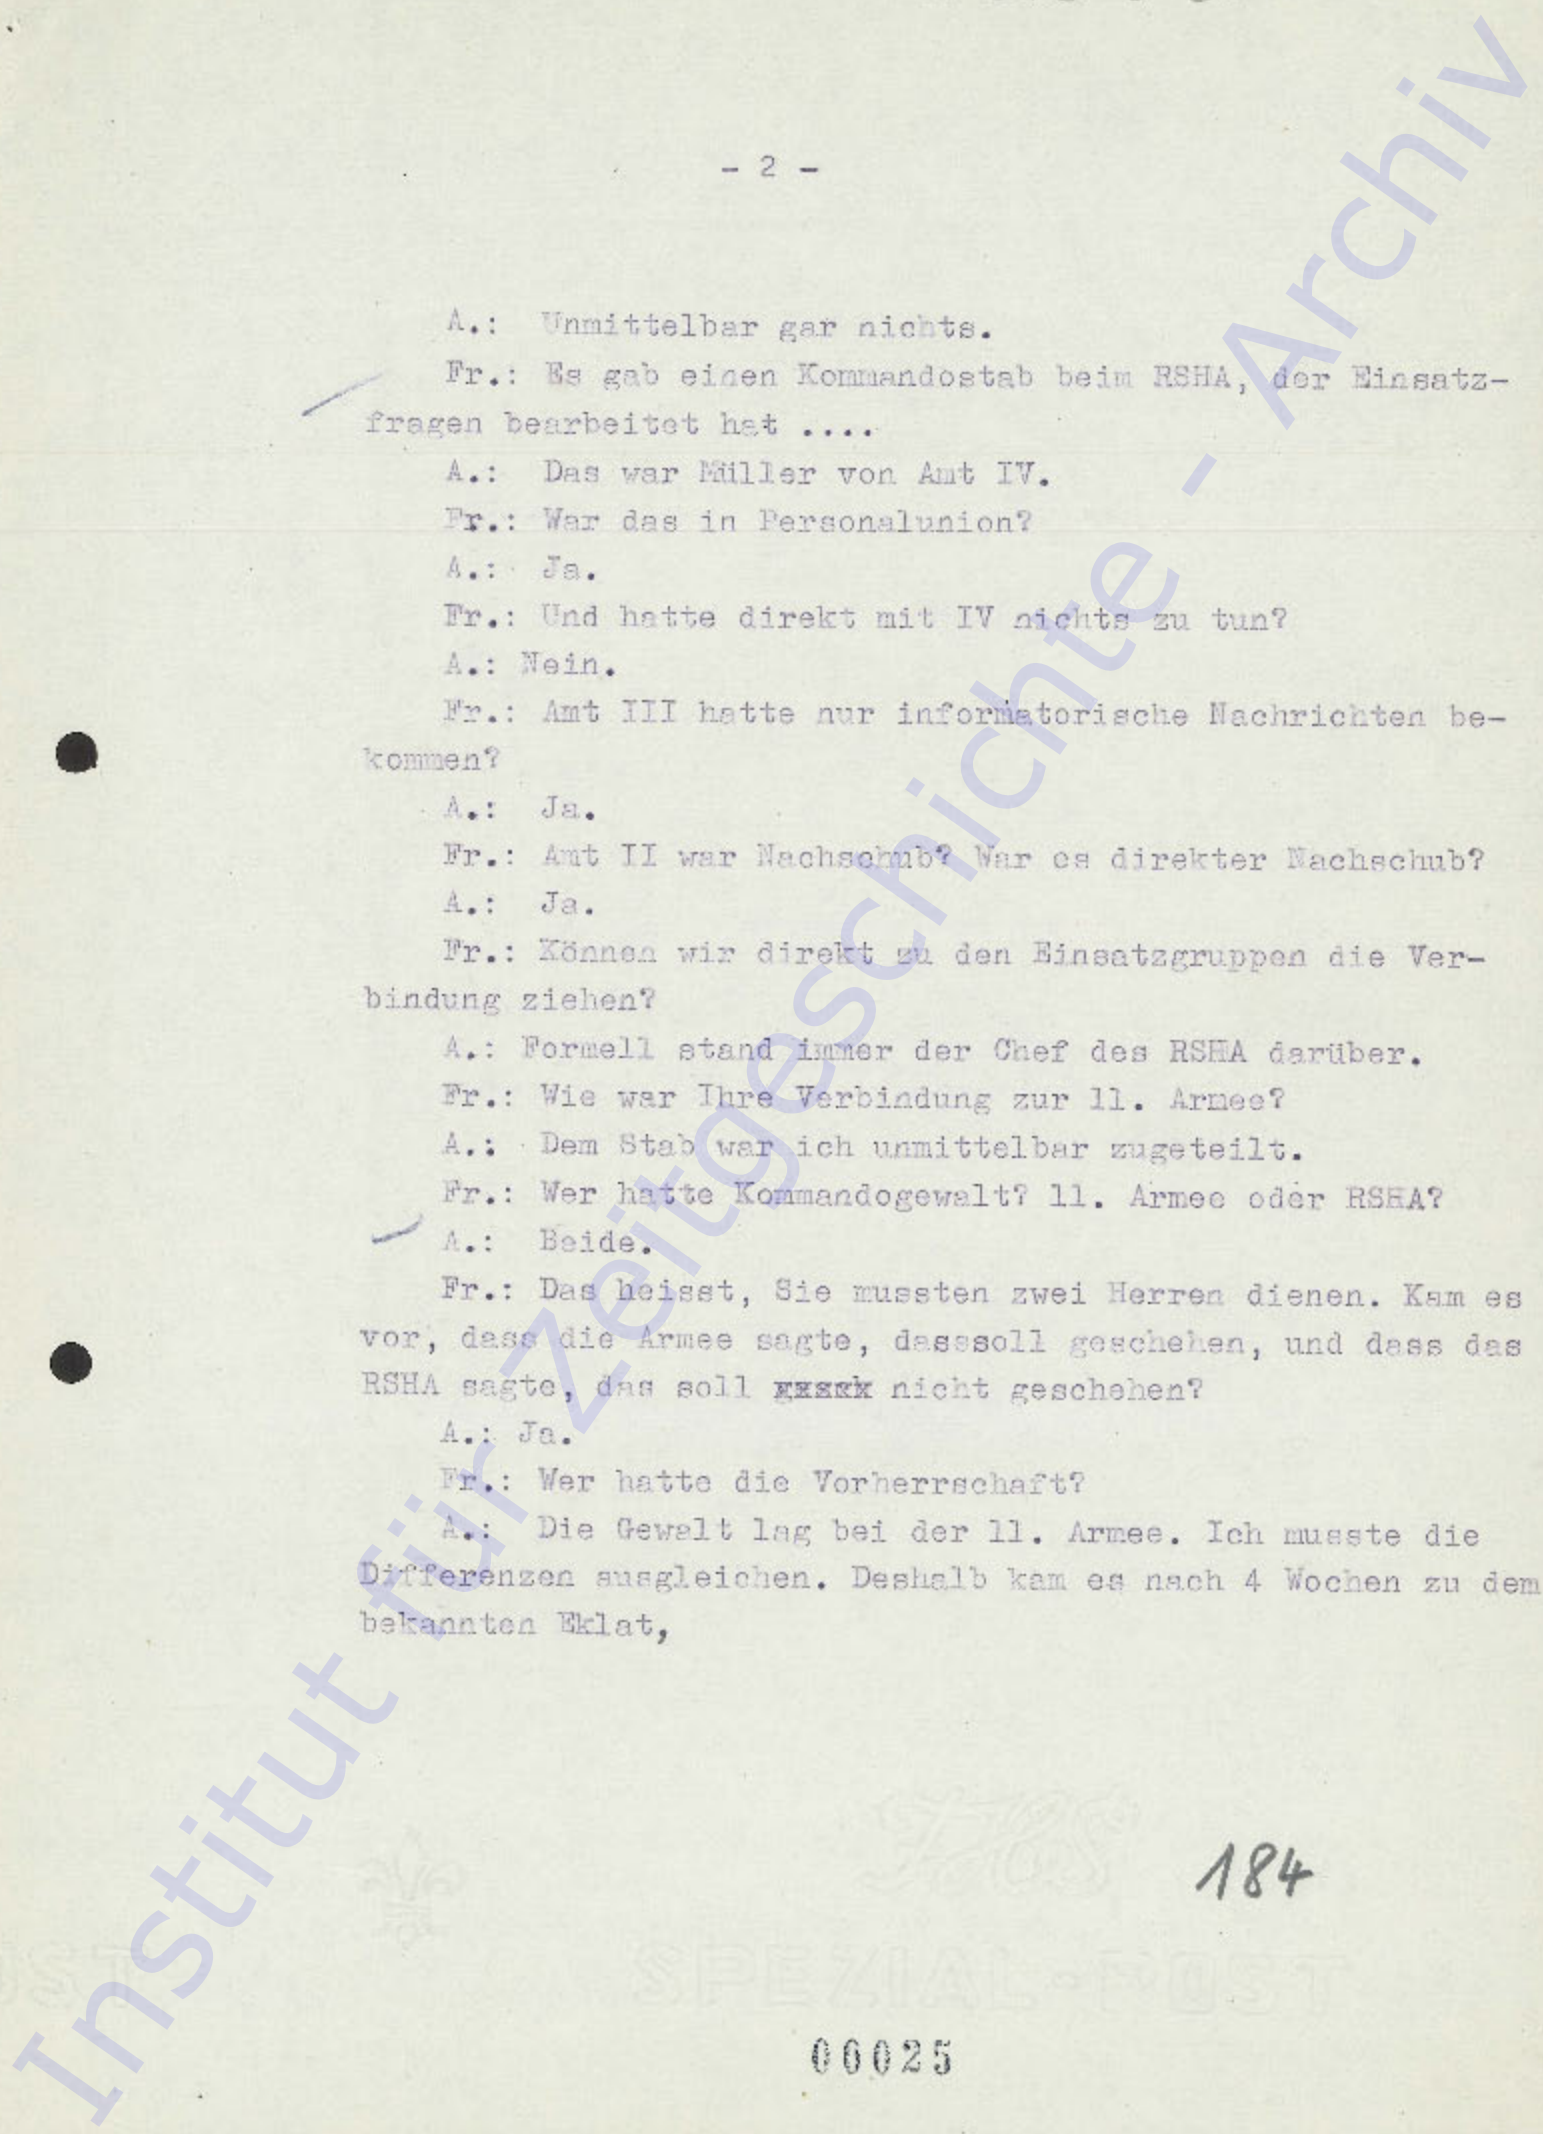 - 2 -
A.: Unmittelbar gar nichts.
Fr.: Es gab einen Kommandostab beim RSHA, der Einsatz-
fragen bearbeitet hat ....
A.: Das war Müller von Amt IV.
Fr.: War das in Personalunion?
A.: Ja.
Fr.: Und hatte direkt mit IV nichts zu tun?
A.: Nein.
Fr.: Amt III hatte nur informatorische Nachrichten be-
kommen?
A.: Ja.
Fr.: Amt II war Nachschub? War es direkter Nachschub?
A.: Ja.
Fr.: Können wir direkt zu den Einsatzgruppen die Ver-
bindung ziehen?
A.: Formell stand immer der Chef des RSHA darüber.
Fr.: Wie war Ihre Verbindung zur 11. Armee?
A.: Dem Stab war ich unmittelbar zugeteilt.
Fr.: Wer hatte Kommandogewalt? 11. Armee oder RSHA?
A.: Beide.
Fr.: Das heisst, Sie mussten zwei Herren dienen. Kam es
vor, dass die Armee sagte, dasssoll geschehen, und dass das
RSHA sagte, das soll nicht geschehen?
A.: Ja.
Fr.: Wer hatte die Vorherrschaft?
A.: Die Gewalt lag bei der 11. Armee. Ich musste die
Differenzen ausgleichen. Deshalb kam es nach 4 Wochen zu dem
bekannten Eklat,
184
SPEZIAL-POST
00025
Institut für Zeitgeschichte - Archiv